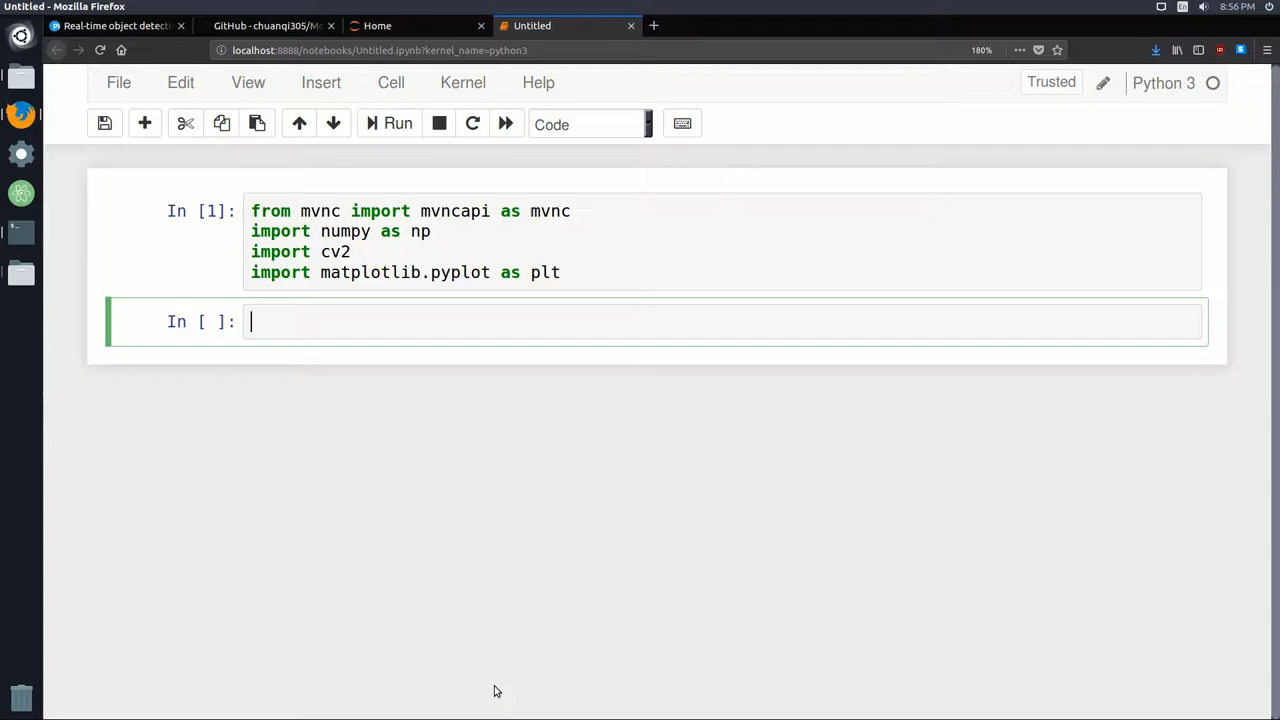 Untitled - Mozilla Firefox
8:56 PM
En
Real-time object detecti
GitHub - chuanqi305/Mo
Home
Untitled
localhost:8888/notebooks/Untitled.ipynb?kernel_name=python3
180%
File Edit View Insert Cell Kernel Help
Trusted
Python 3
Run
Code
In [1]:
from mvnc import mvncapi as mvnc
import numpy as np
import cv2
import matplotlib.pyplot as plt
In [ ]: